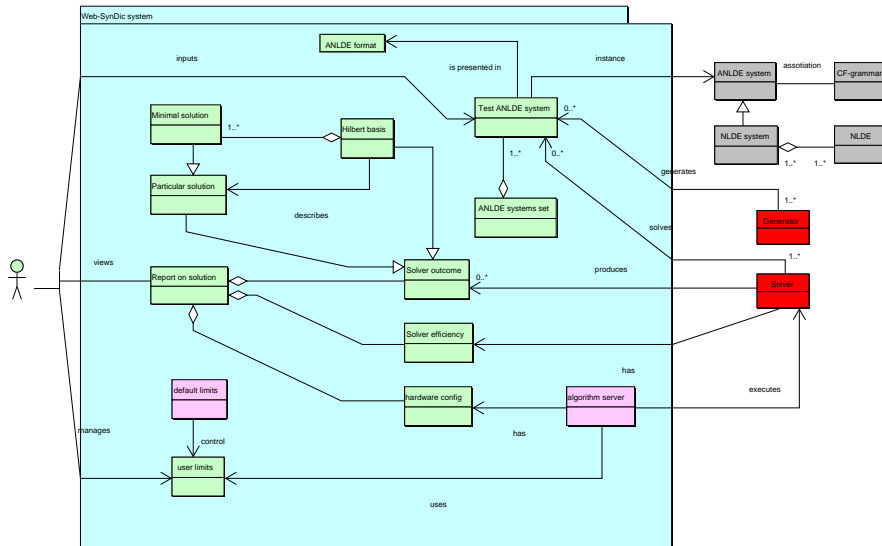 Web-SynDic system
ANLDE format
inputs
is presented in
instance
assotiation
ANLDE system
CF-grammar
Minimal solution
1..*
Hilbert basis
Test ANLDE system
0..*
NLDE system
NLDE
1..*
0..*
1..*
1..*
generates
Particular solution
describes
ANLDE systems set
1..*
Generator
solves
1..*
views
Report on solution
Solver outcome
0..*
produces
Solver
Solver efficiency
has
default limits
hardware config
algorithm server
executes
manages
control
has
user limits
uses